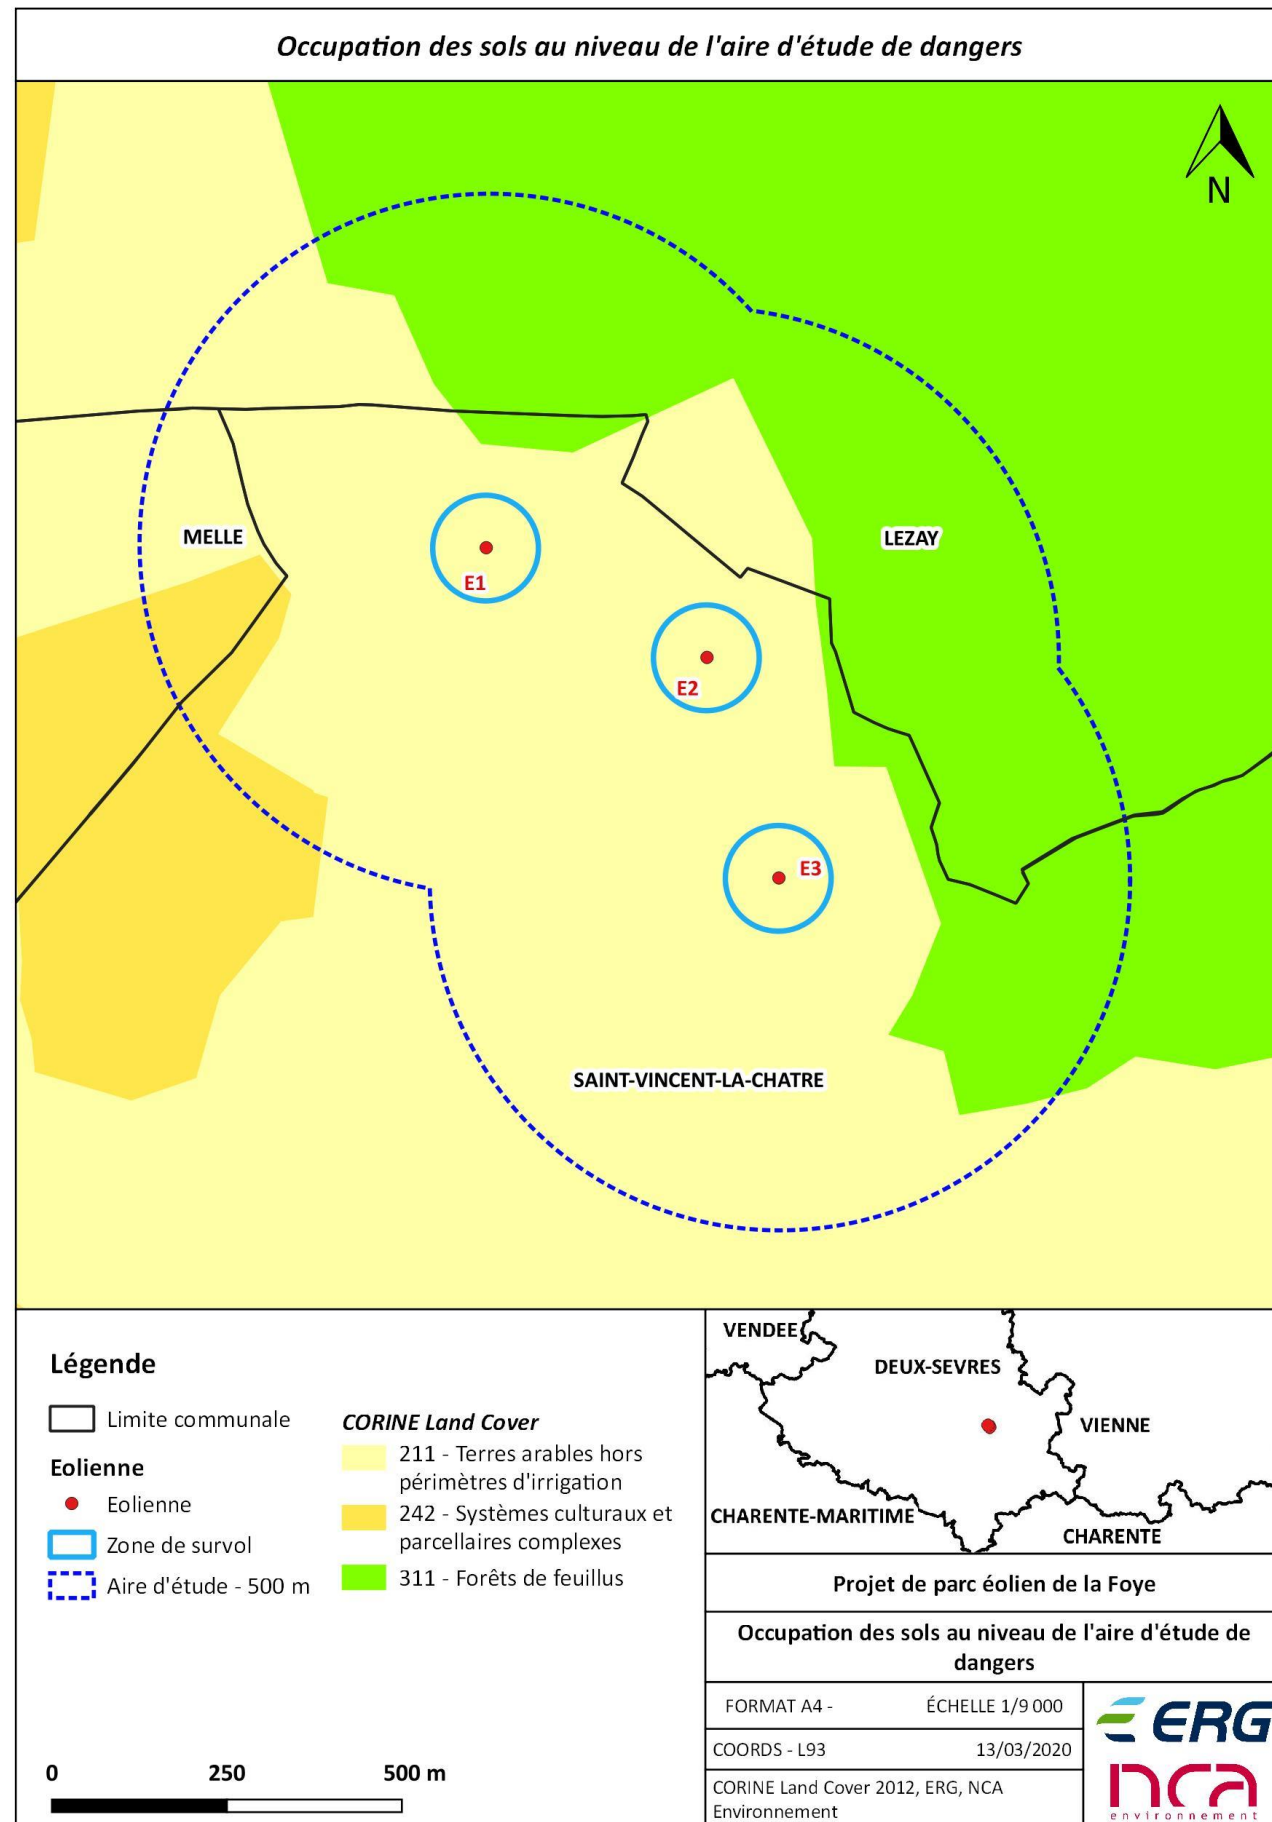 Occupation des sols au niveau de l'aire d'étude de dangers
N
MELLE
LEZAY
E1
E2
E3
SAINT-VINCENT-LA-CHATRE
Légende
Limite communale
Eolienne
Eolienne
Zone de survol
Aire d'étude - 500 m
CORINE Land Cover
211 - Terres arables hors
périmètres d'irrigation
242 - Systèmes culturaux et
parcellaires complexes
311 - Forêts de feuillus
0 250 500 m
VENDEE
DEUX-SEVRES
VIENNE
CHARENTE-MARITIME
CHARENTE
Projet de parc éolien de la Foye
Occupation des sols au niveau de l'aire d'étude de
dangers
FORMAT A4 - ÉCHELLE 1/9 000
COORDS - L93 13/03/2020
CORINE Land Cover 2012, ERG, NCA
Environnement
ERG
nca
environnement